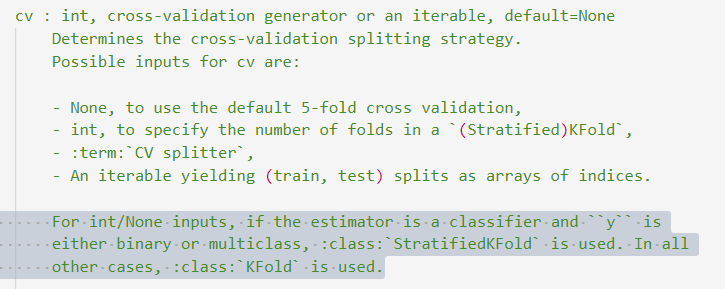 cv : int, cross-validation generator or an iterable, default=None
Determines the cross-validation splitting strategy.
Possible inputs for cv are:
- None, to use the default 5-fold cross validation,
- int, to specify the number of folds in a `(Stratified)KFold`,
- :term:`CV splitter`,
- An iterable yielding (train, test) splits as arrays of indices.
For int/None inputs, if the estimator is a classifier and ``y`` is
either binary or multiclass, :class:`StratifiedKFold` is used. In all
other cases, :class:`KFold` is used.